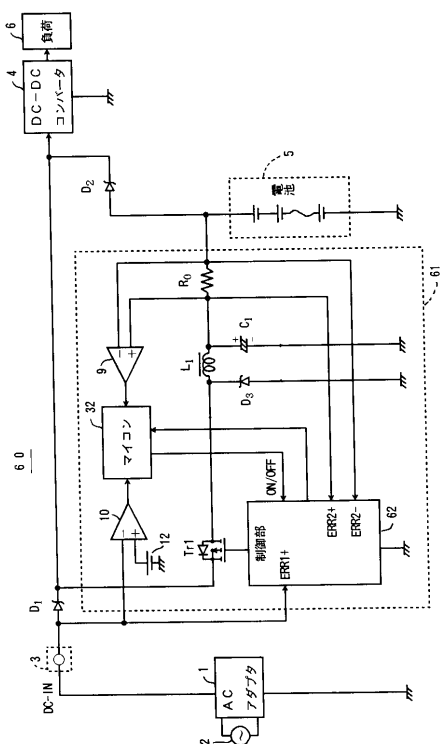 60
DC-IN
3
D₁
2
1
AC
アダプタ
4
DC-DC
コンバータ
6
負荷
D₂
5
電池
61
10
12
32
マイコン
9
R₀
Tr1
L₁
C₁
+
D₃
ON/OFF
制御部
ERR1+
ERR2+
ERR2-
62
-
+
-
+